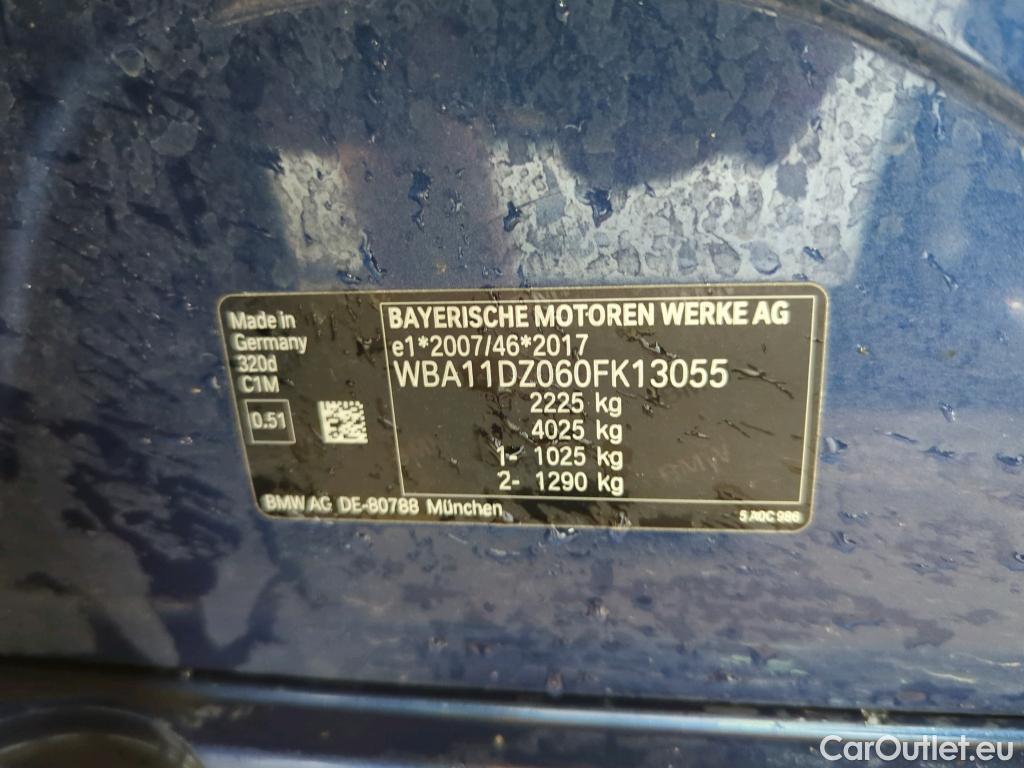 Made in
Germany
320d
C1M
0.51
BAYERISCHE MOTOREN WERKE AG
e1*2007/46*2017
WBA11DZ060FK13055
2225 kg
4025 kg
1- 1025 kg
2- 1290 kg
BMW AG DE-80788 München
5 A0C 986
CarOutlet.eu